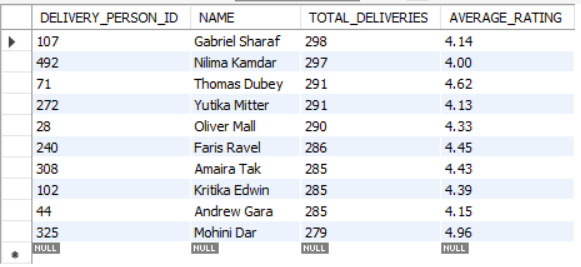 DELIVERY_PERSON_ID NAME TOTAL_DELIVERIES AVERAGE_RATING
107 Gabriel Sharaf 298 4.14
492 Nilima Kamdar 297 4.00
71 Thomas Dubey 291 4.62
272 Yutika Mitter 291 4.13
28 Oliver Mall 290 4.33
240 Faris Ravel 286 4.45
308 Amaira Tak 285 4.43
102 Kritika Edwin 285 4.39
44 Andrew Gara 285 4.15
325 Mohini Dar 279 4.96
NULL NULL NULL NULL